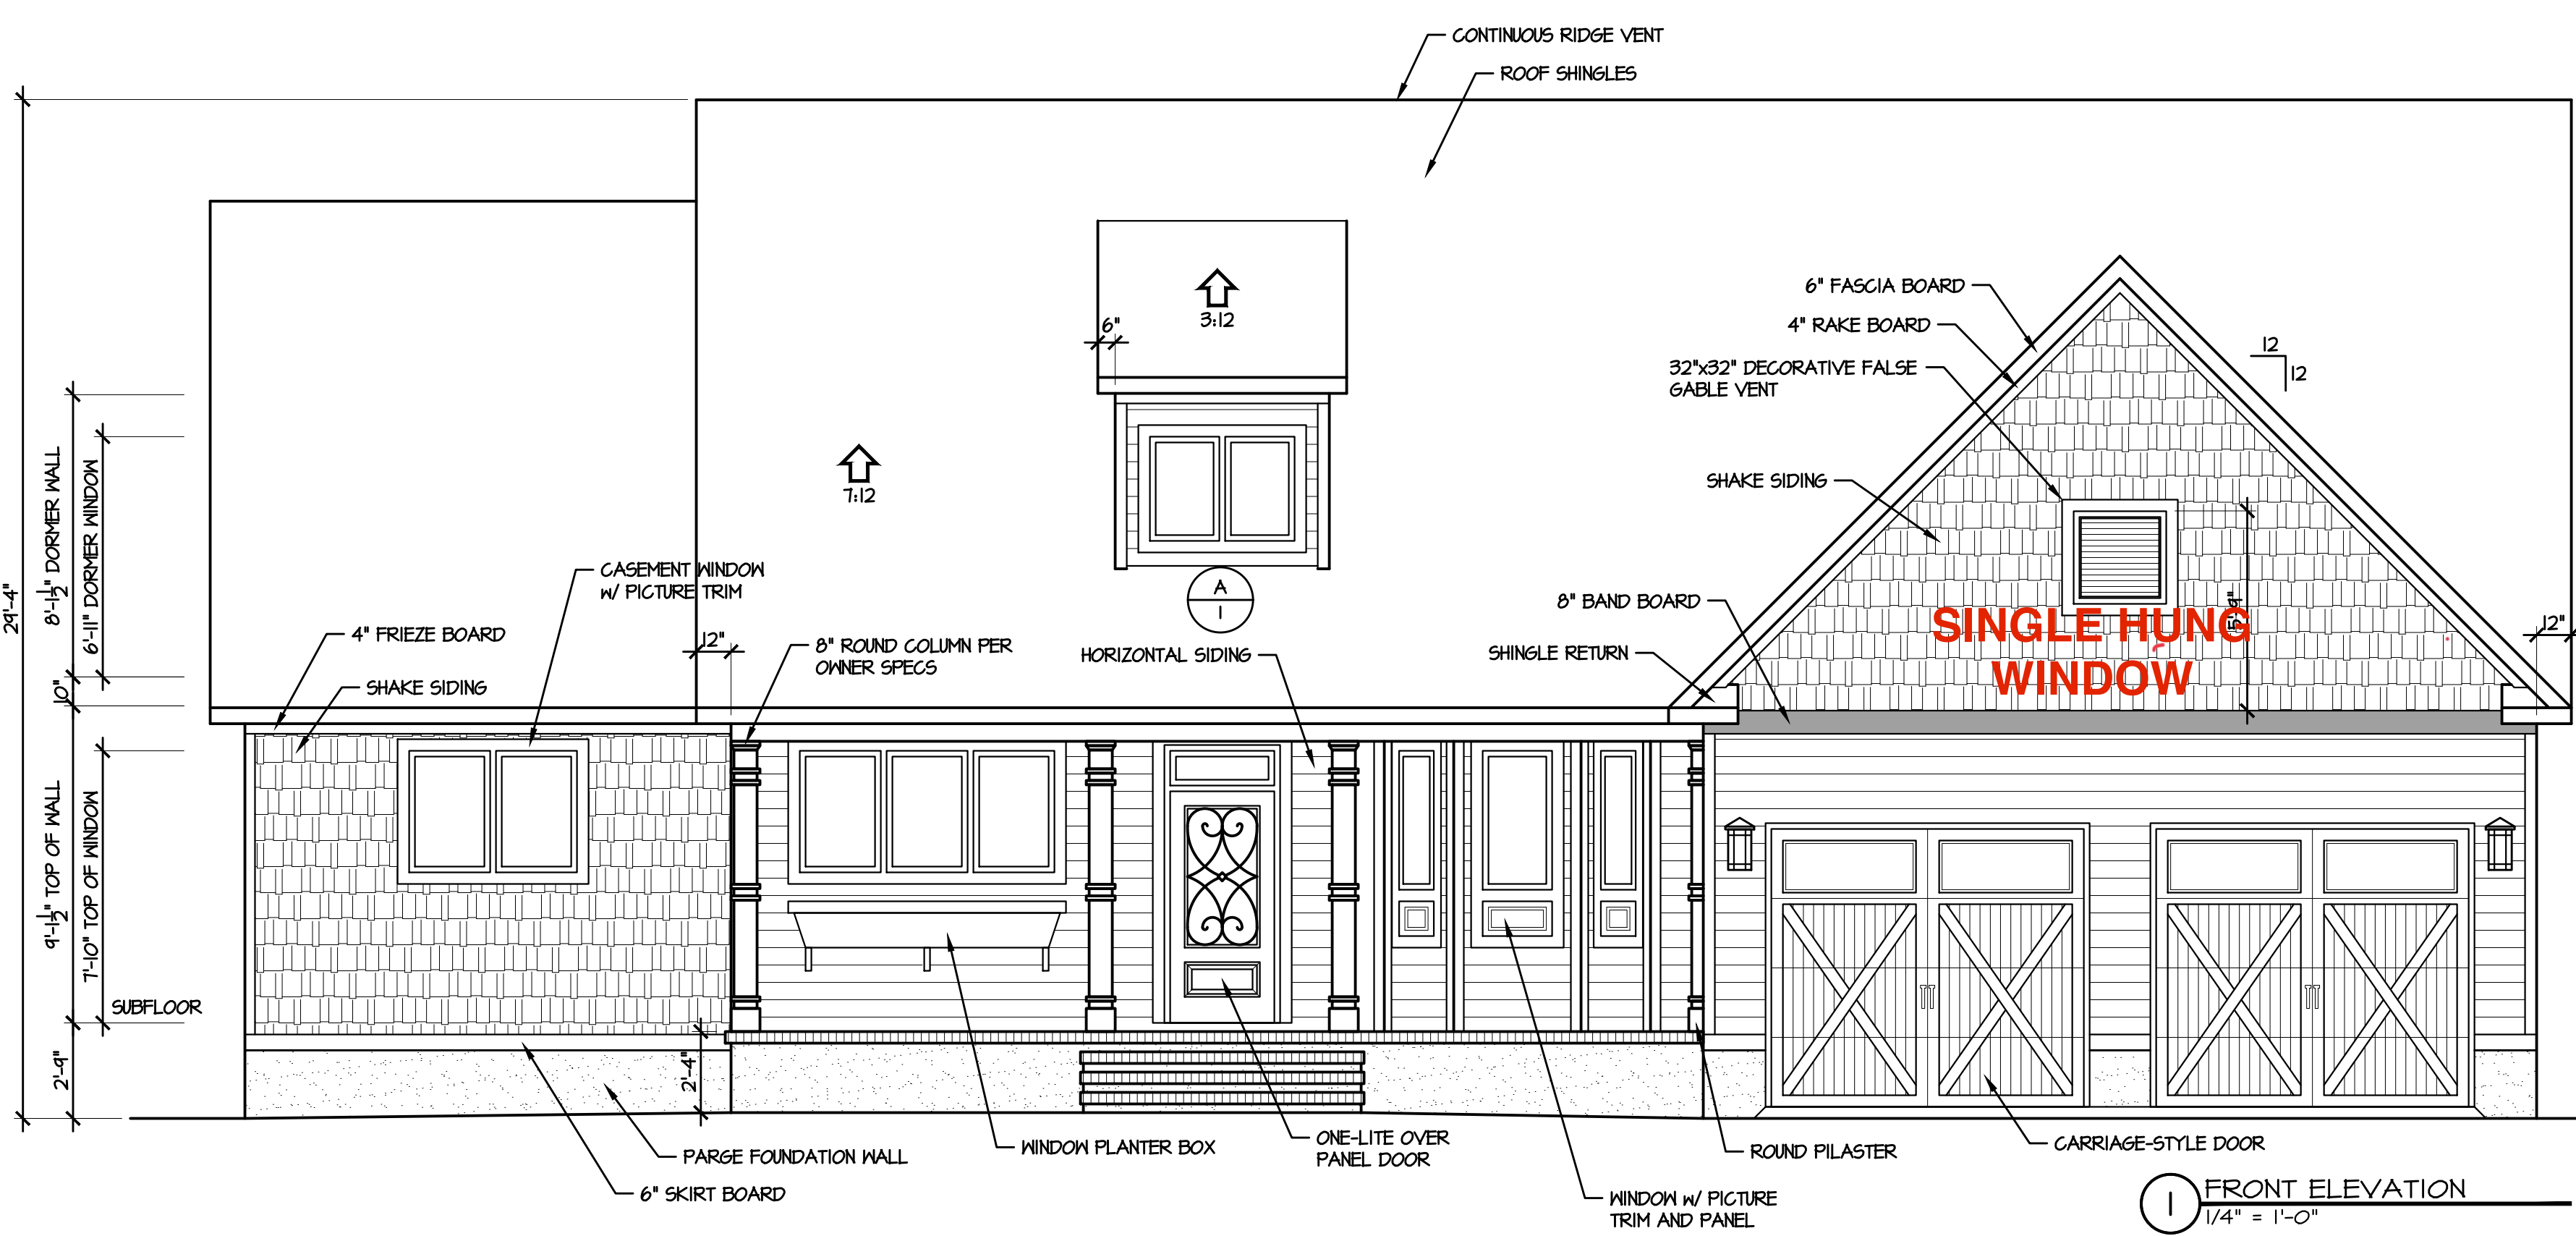 CONTINUOUS RIDGE VENT
ROOF SHINGLES
29'-4"
8'-1½" DORMER WALL
6'-11" DORMER WINDOW
10"
9'-1½" TOP OF WALL
7'-10" TOP OF WINDOW
SUBFLOOR
2'-9"
3:12
6"
7:12
6" FASCIA BOARD
4" RAKE BOARD
32"x32" DECORATIVE FALSE
GABLE VENT
12
12
SHAKE SIDING
CASEMENT WINDOW
w/ PICTURE TRIM
A
1
8" BAND BOARD
5'-9"
SINGLE HUNG
WINDOW
12"
4" FRIEZE BOARD
SHAKE SIDING
12"
8" ROUND COLUMN PER
OWNER SPECS
HORIZONTAL SIDING
SHINGLE RETURN
2'-4"
PARGE FOUNDATION WALL
6" SKIRT BOARD
WINDOW PLANTER BOX
ONE-LITE OVER
PANEL DOOR
WINDOW w/ PICTURE
TRIM AND PANEL
ROUND PILASTER
CARRIAGE-STYLE DOOR
1
FRONT ELEVATION
1/4" = 1'-0"